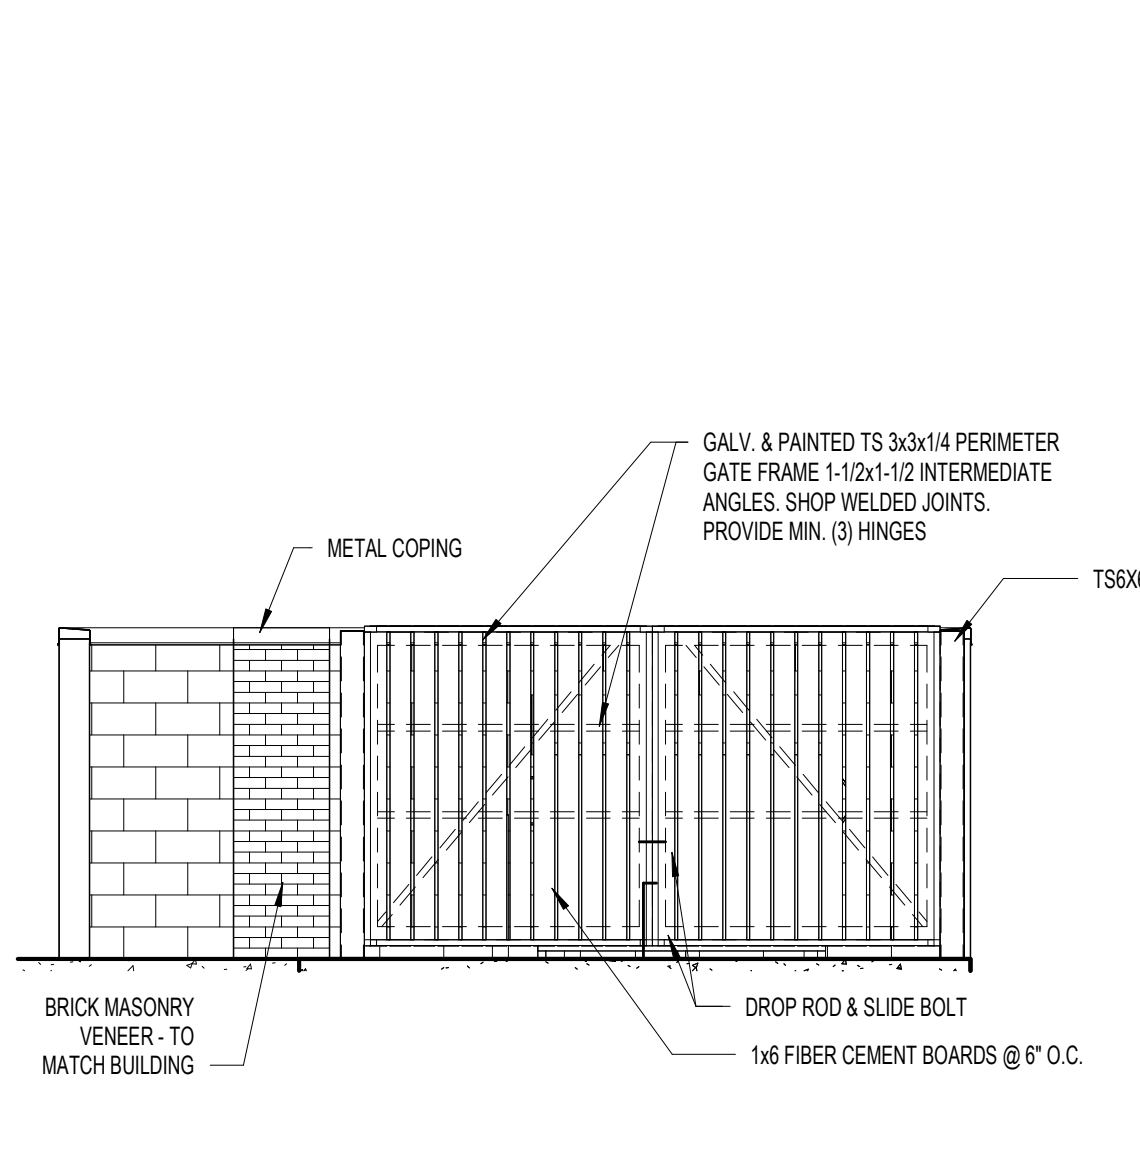 GALV. & PAINTED TS 3x3x1/4 PERIMETER
GATE FRAME 1-1/2x1-1/2 INTERMEDIATE
ANGLES. SHOP WELDED JOINTS.
PROVIDE MIN. (3) HINGES
METAL COPING
TS6X6
BRICK MASONRY
VENEER - TO
MATCH BUILDING
DROP ROD & SLIDE BOLT
1x6 FIBER CEMENT BOARDS @ 6" O.C.